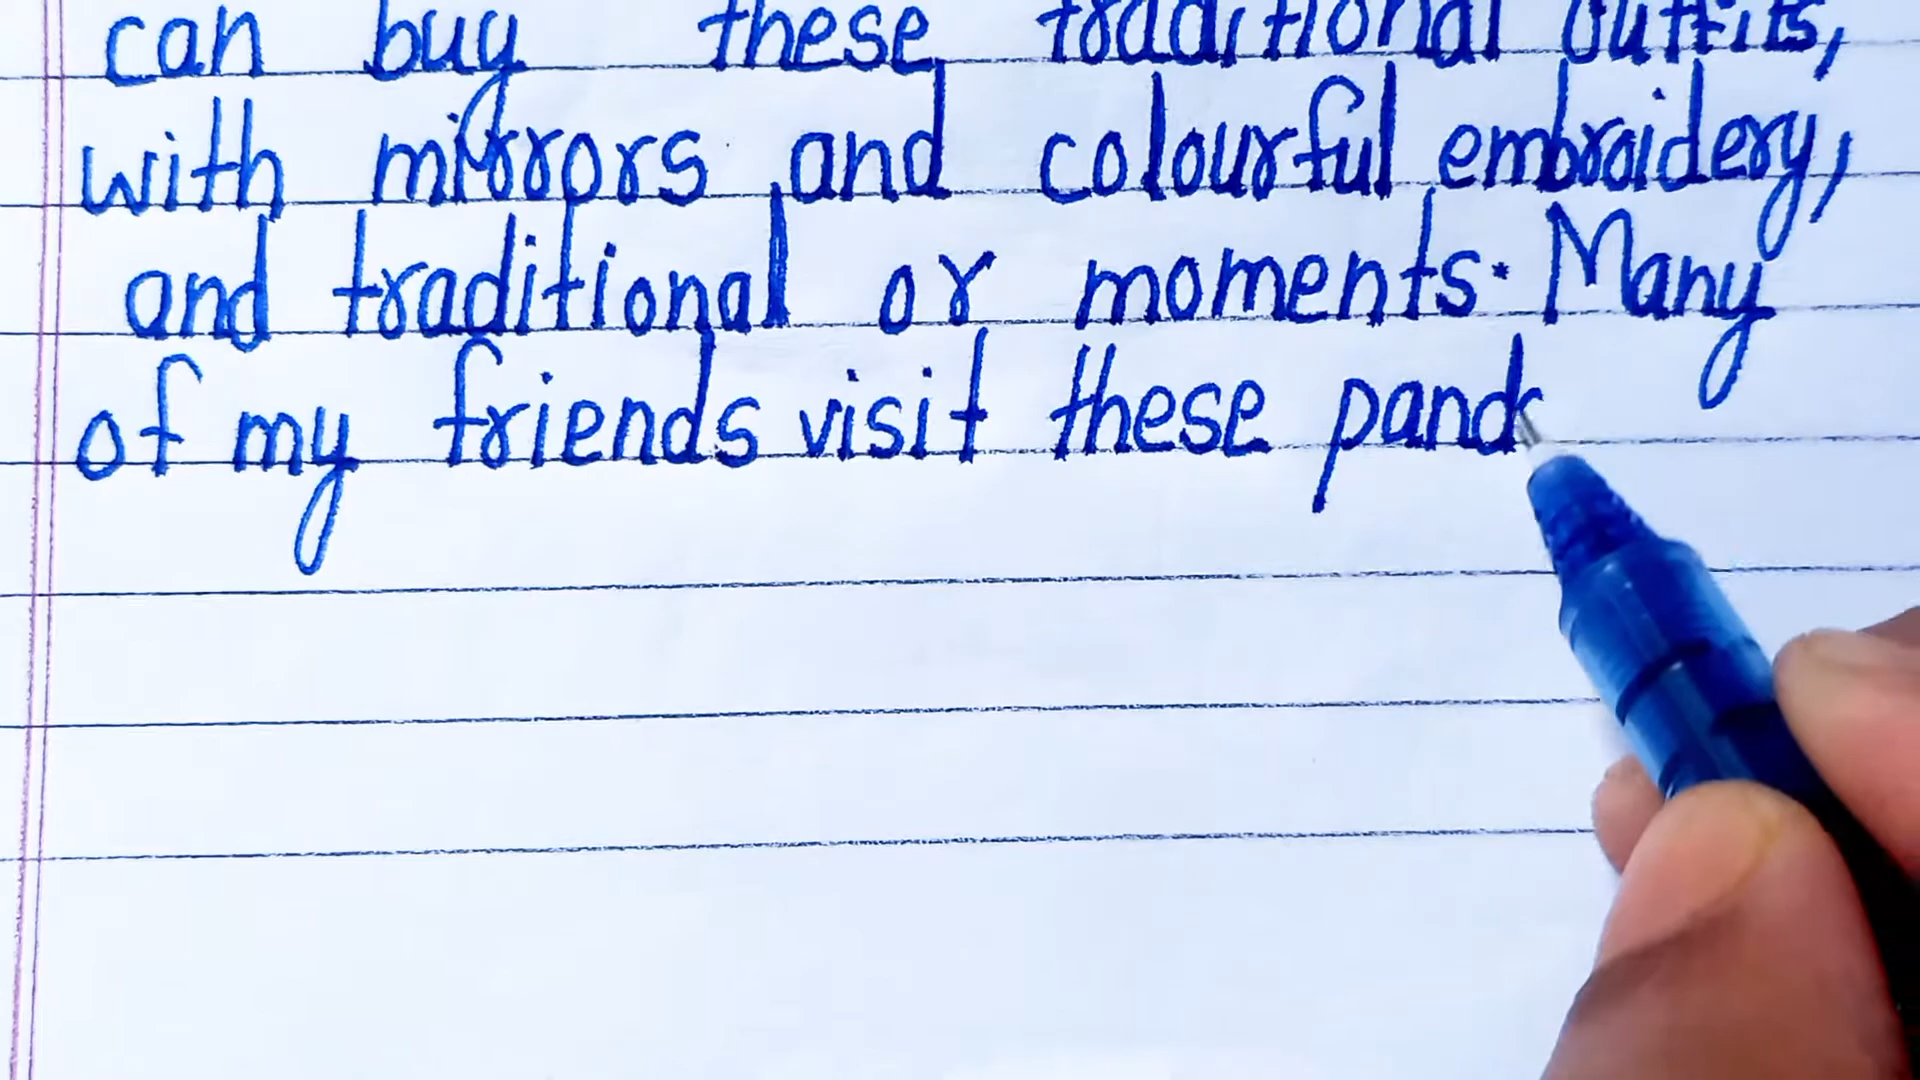 can buy these traditional outfits,
with mirrors and colourful embroidery,
and traditional or moments. Many
of my friends visit these pand